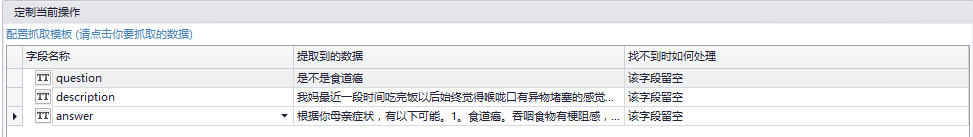 定制当前操作
配置抓取模板 (请点击你要抓取的数据)
字段名称 提取到的数据 找不到时如何处理
TT question 是不是食道癌 该字段留空
TT description 我妈最近一段时间吃完饭以后始终觉得喉咙口有异物堵塞的感觉... 该字段留空
TT answer 根据你母亲症状，有以下可能。1。食道癌。吞咽食物有梗阻感，... 该字段留空